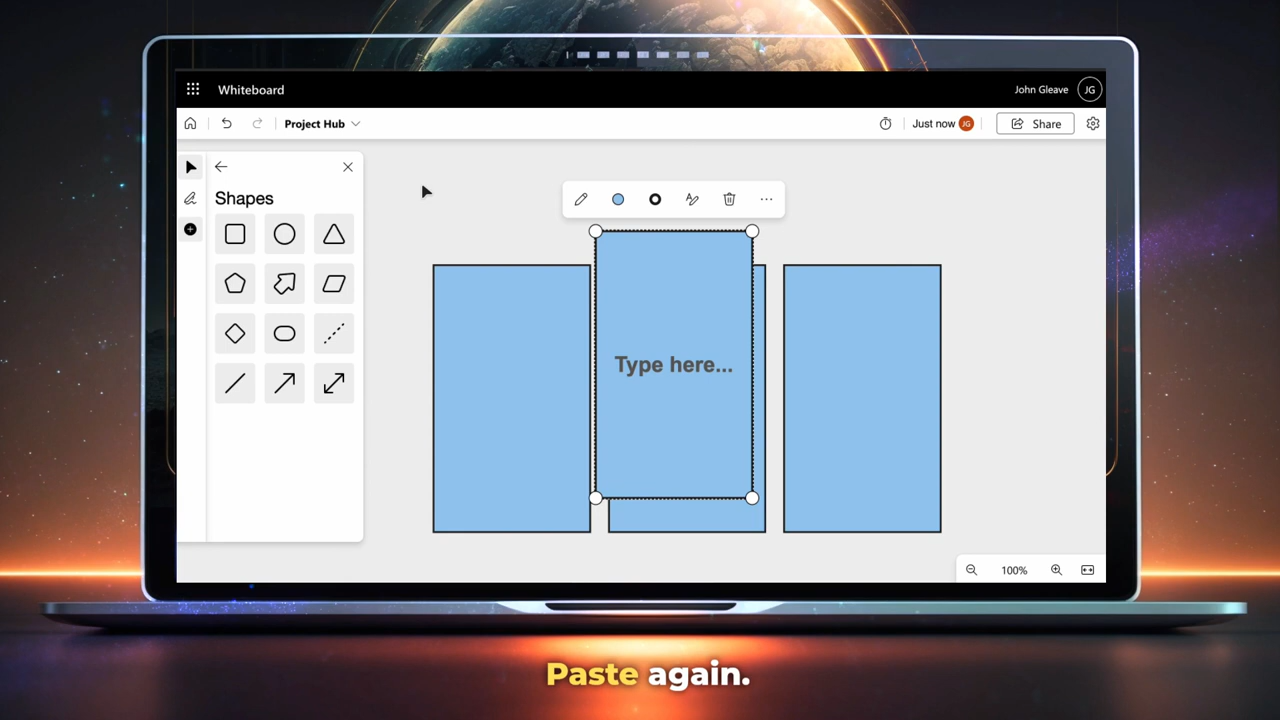 Whiteboard
John Gleave JG
Project Hub
Just now JG
Share
Shapes
Type here...
100%
Paste again.